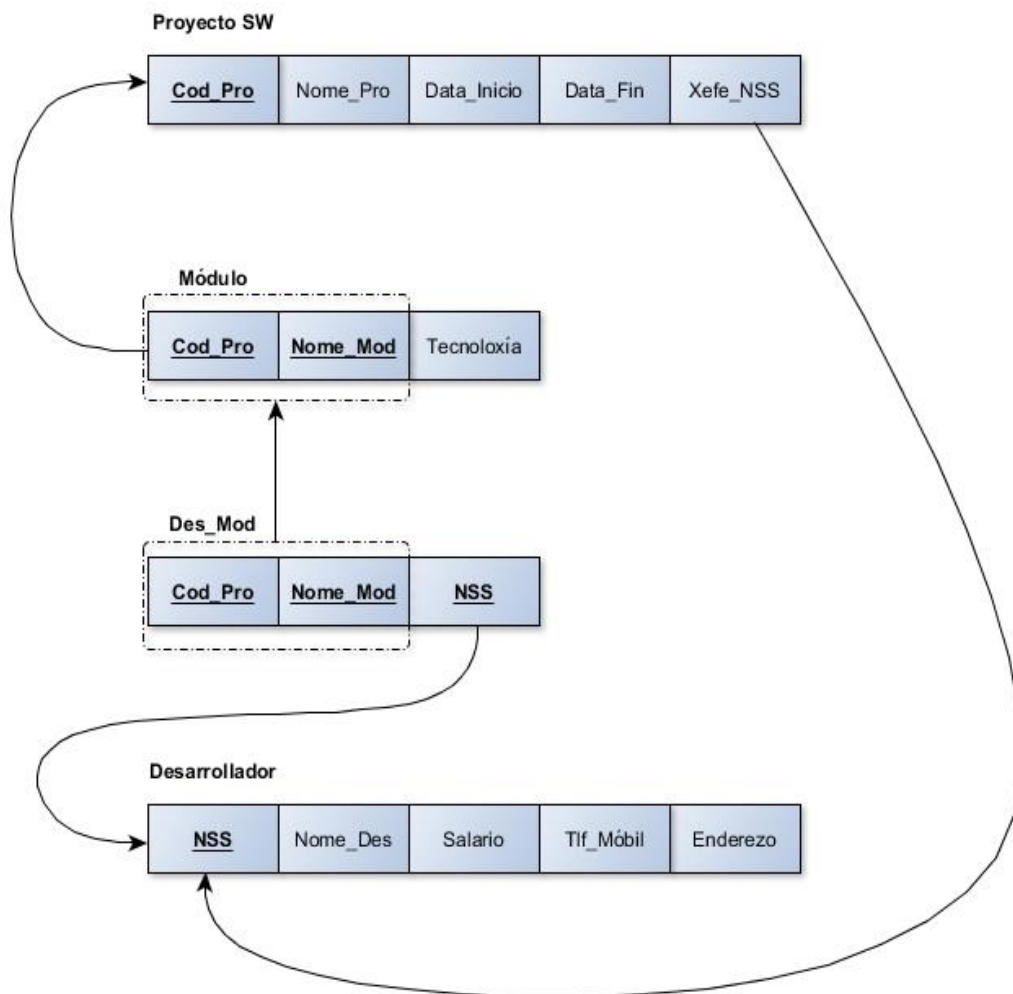 Proyecto SW
Cod_Pro Nome_Pro Data_Inicio Data_Fin Xefe_NSS
Módulo
Cod_Pro Nome_Mod Tecnoloxía
Des_Mod
Cod_Pro Nome_Mod NSS
Desarrollador
NSS Nome_Des Salario Tlf_Móbil Enderezo